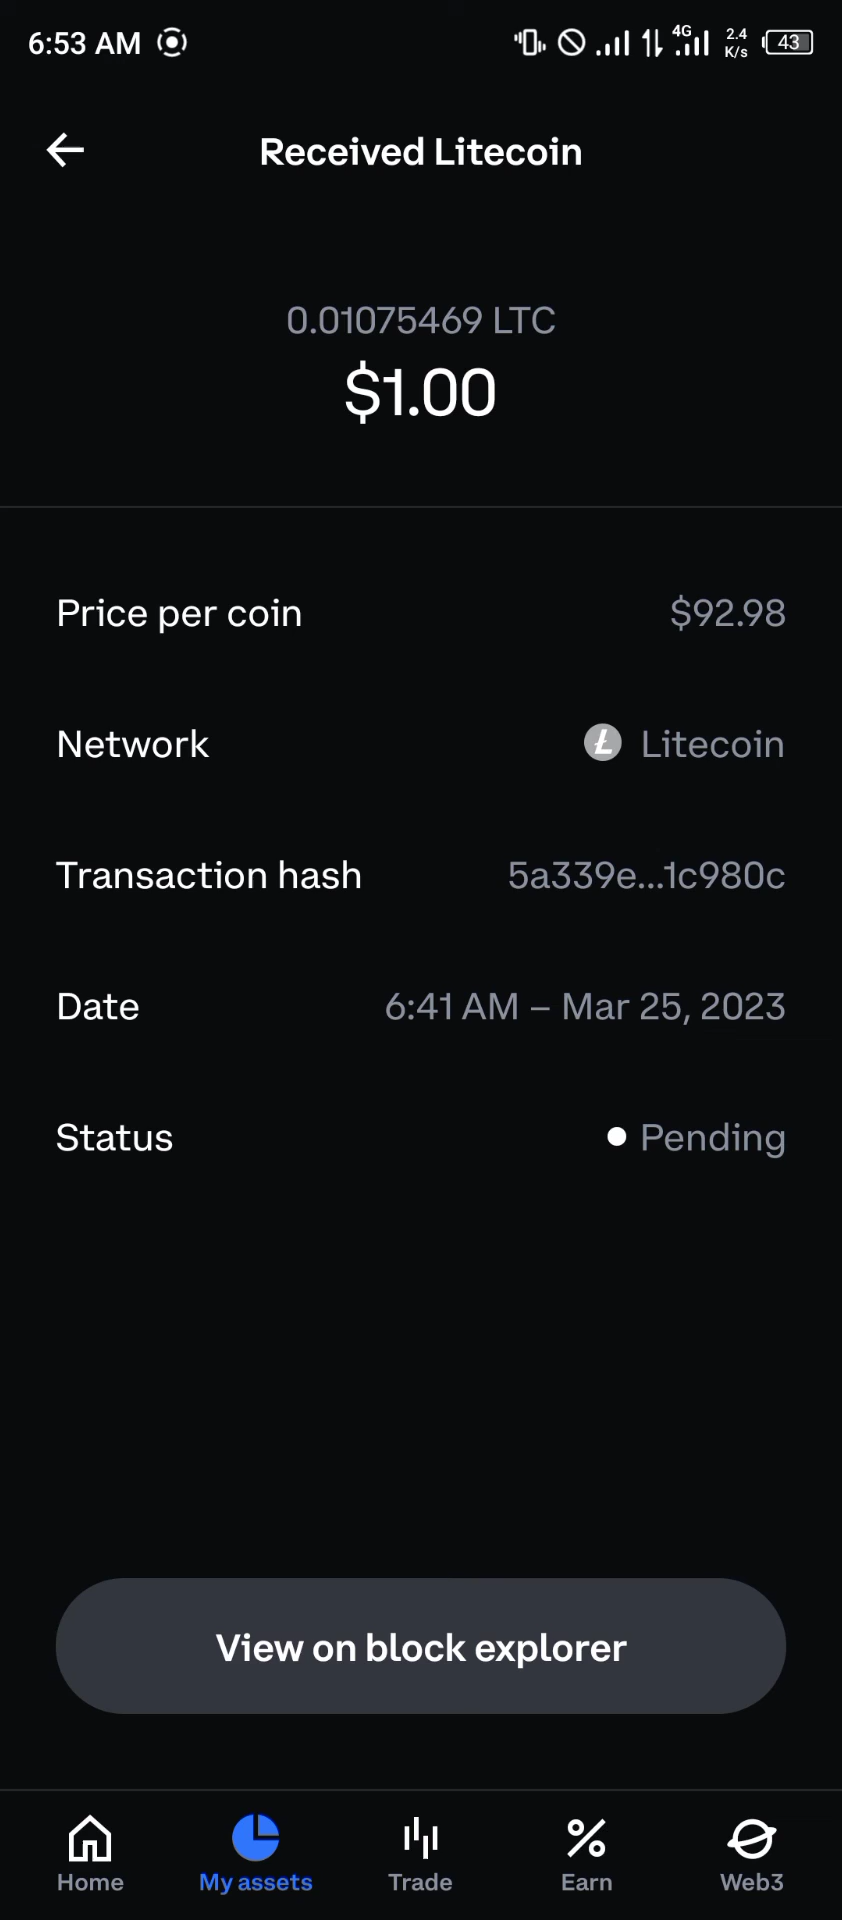 6:53 AM
4G
2.4
K/s
43
Received Litecoin
0.01075469 LTC
$1.00
Price per coin $92.98
Network Ł Litecoin
Transaction hash 5a339e...1c980c
Date 6:41 AM – Mar 25, 2023
Status Pending
View on block explorer
Home My assets Trade Earn Web3